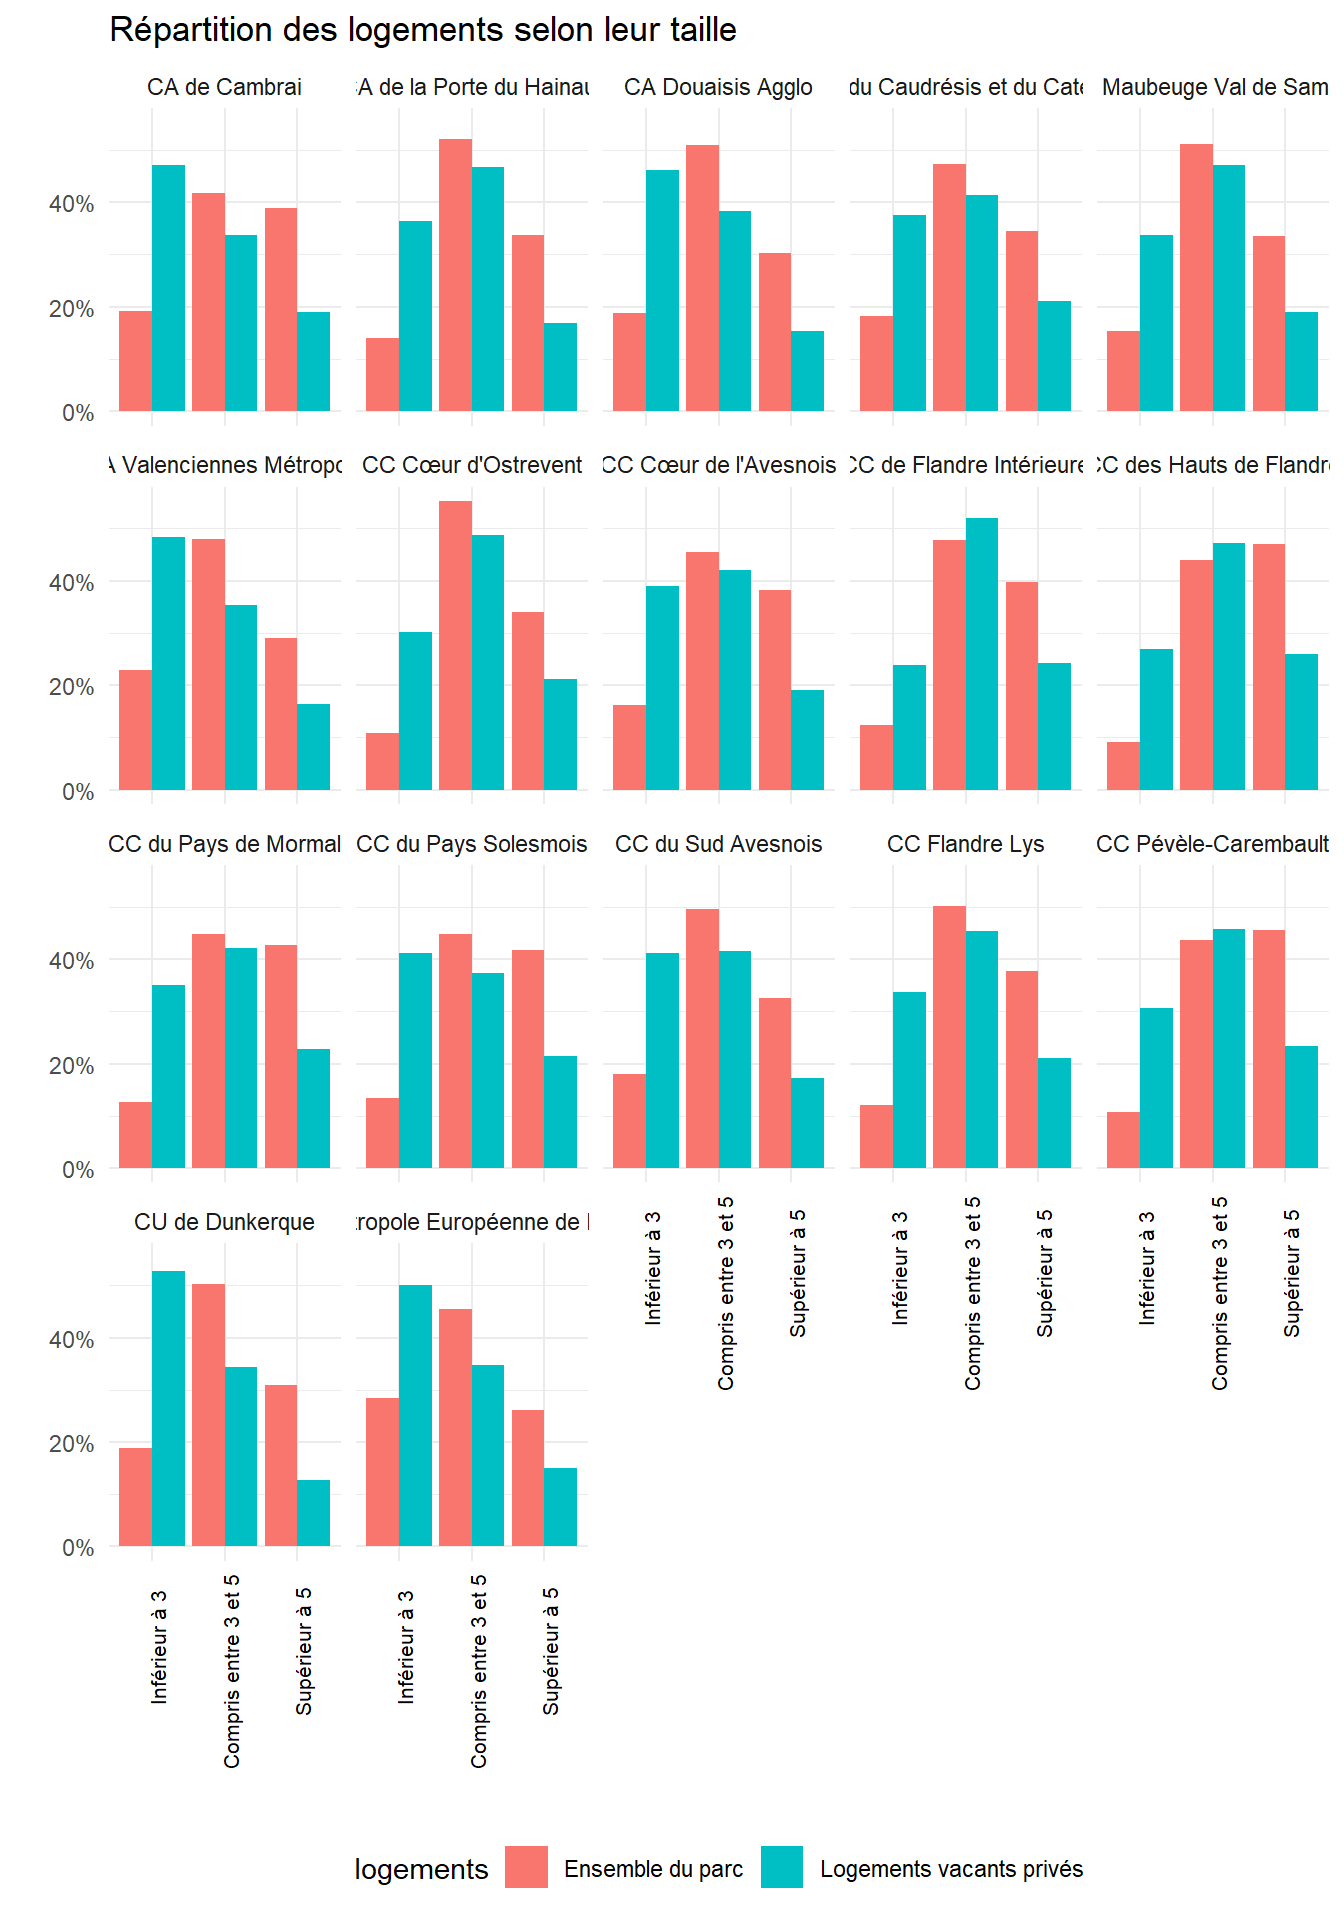 Répartition des logements selon leur taille
CA de Cambrai
CA de la Porte du Hainau
CA Douaisis Agglo
du Caudrésis et du Cate
Maubeuge Val de Sam
40%
20%
0%
A Valenciennes Métropo
CC Cœur d'Ostrevent
CC Cœur de l'Avesnois
CC de Flandre Intérieure
CC des Hauts de Flandre
40%
20%
0%
CC du Pays de Mormal
CC du Pays Solesmois
CC du Sud Avesnois
CC Flandre Lys
CC Pévèle-Carembault
40%
20%
0%
Inférieur à 3
Compris entre 3 et 5
Supérieur à 5
Inférieur à 3
Compris entre 3 et 5
Supérieur à 5
Inférieur à 3
Compris entre 3 et 5
Supérieur à 5
CU de Dunkerque
tropole Européenne de
40%
20%
0%
Inférieur à 3
Compris entre 3 et 5
Supérieur à 5
Inférieur à 3
Compris entre 3 et 5
Supérieur à 5
logements
Ensemble du parc
Logements vacants privés